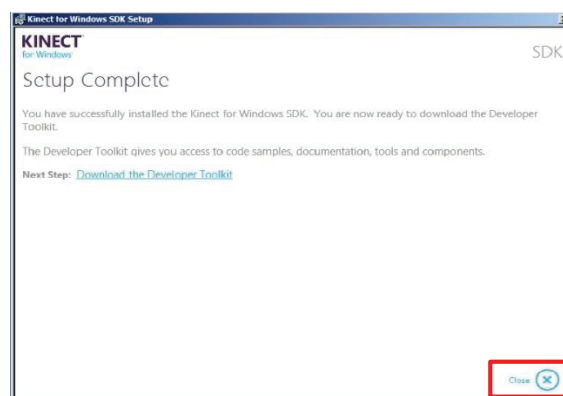 Kinect for Windows SDK Setup
KINECT
for Windows
SDK
Setup Complete
You have successfully installed the Kinect for Windows SDK. You are now ready to download the Developer
Toolkit.
The Developer Toolkit gives you access to code samples, documentation, tools and components.
Next Step: Download the Developer Toolkit
Close